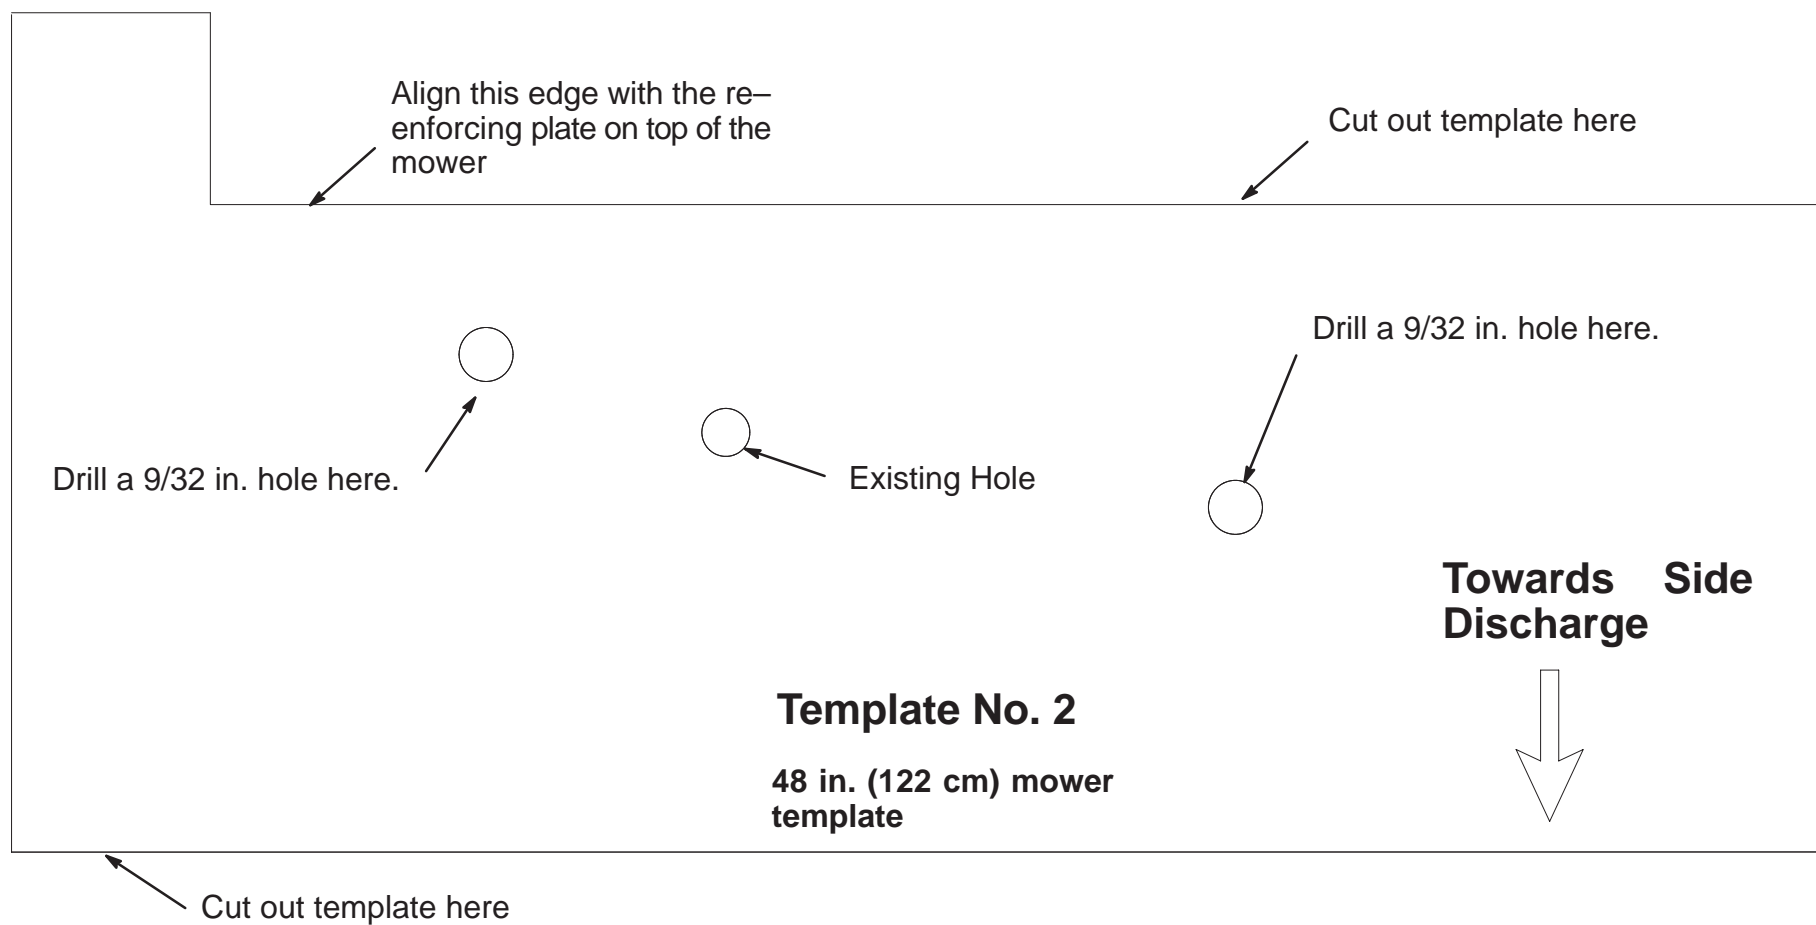 Align this edge with the re–
enforcing plate on top of the
mower
Cut out template here
Drill a 9/32 in. hole here.
Drill a 9/32 in. hole here.
Existing Hole
Towards Side
Discharge
Template No. 2
48 in. (122 cm) mower
template
Cut out template here